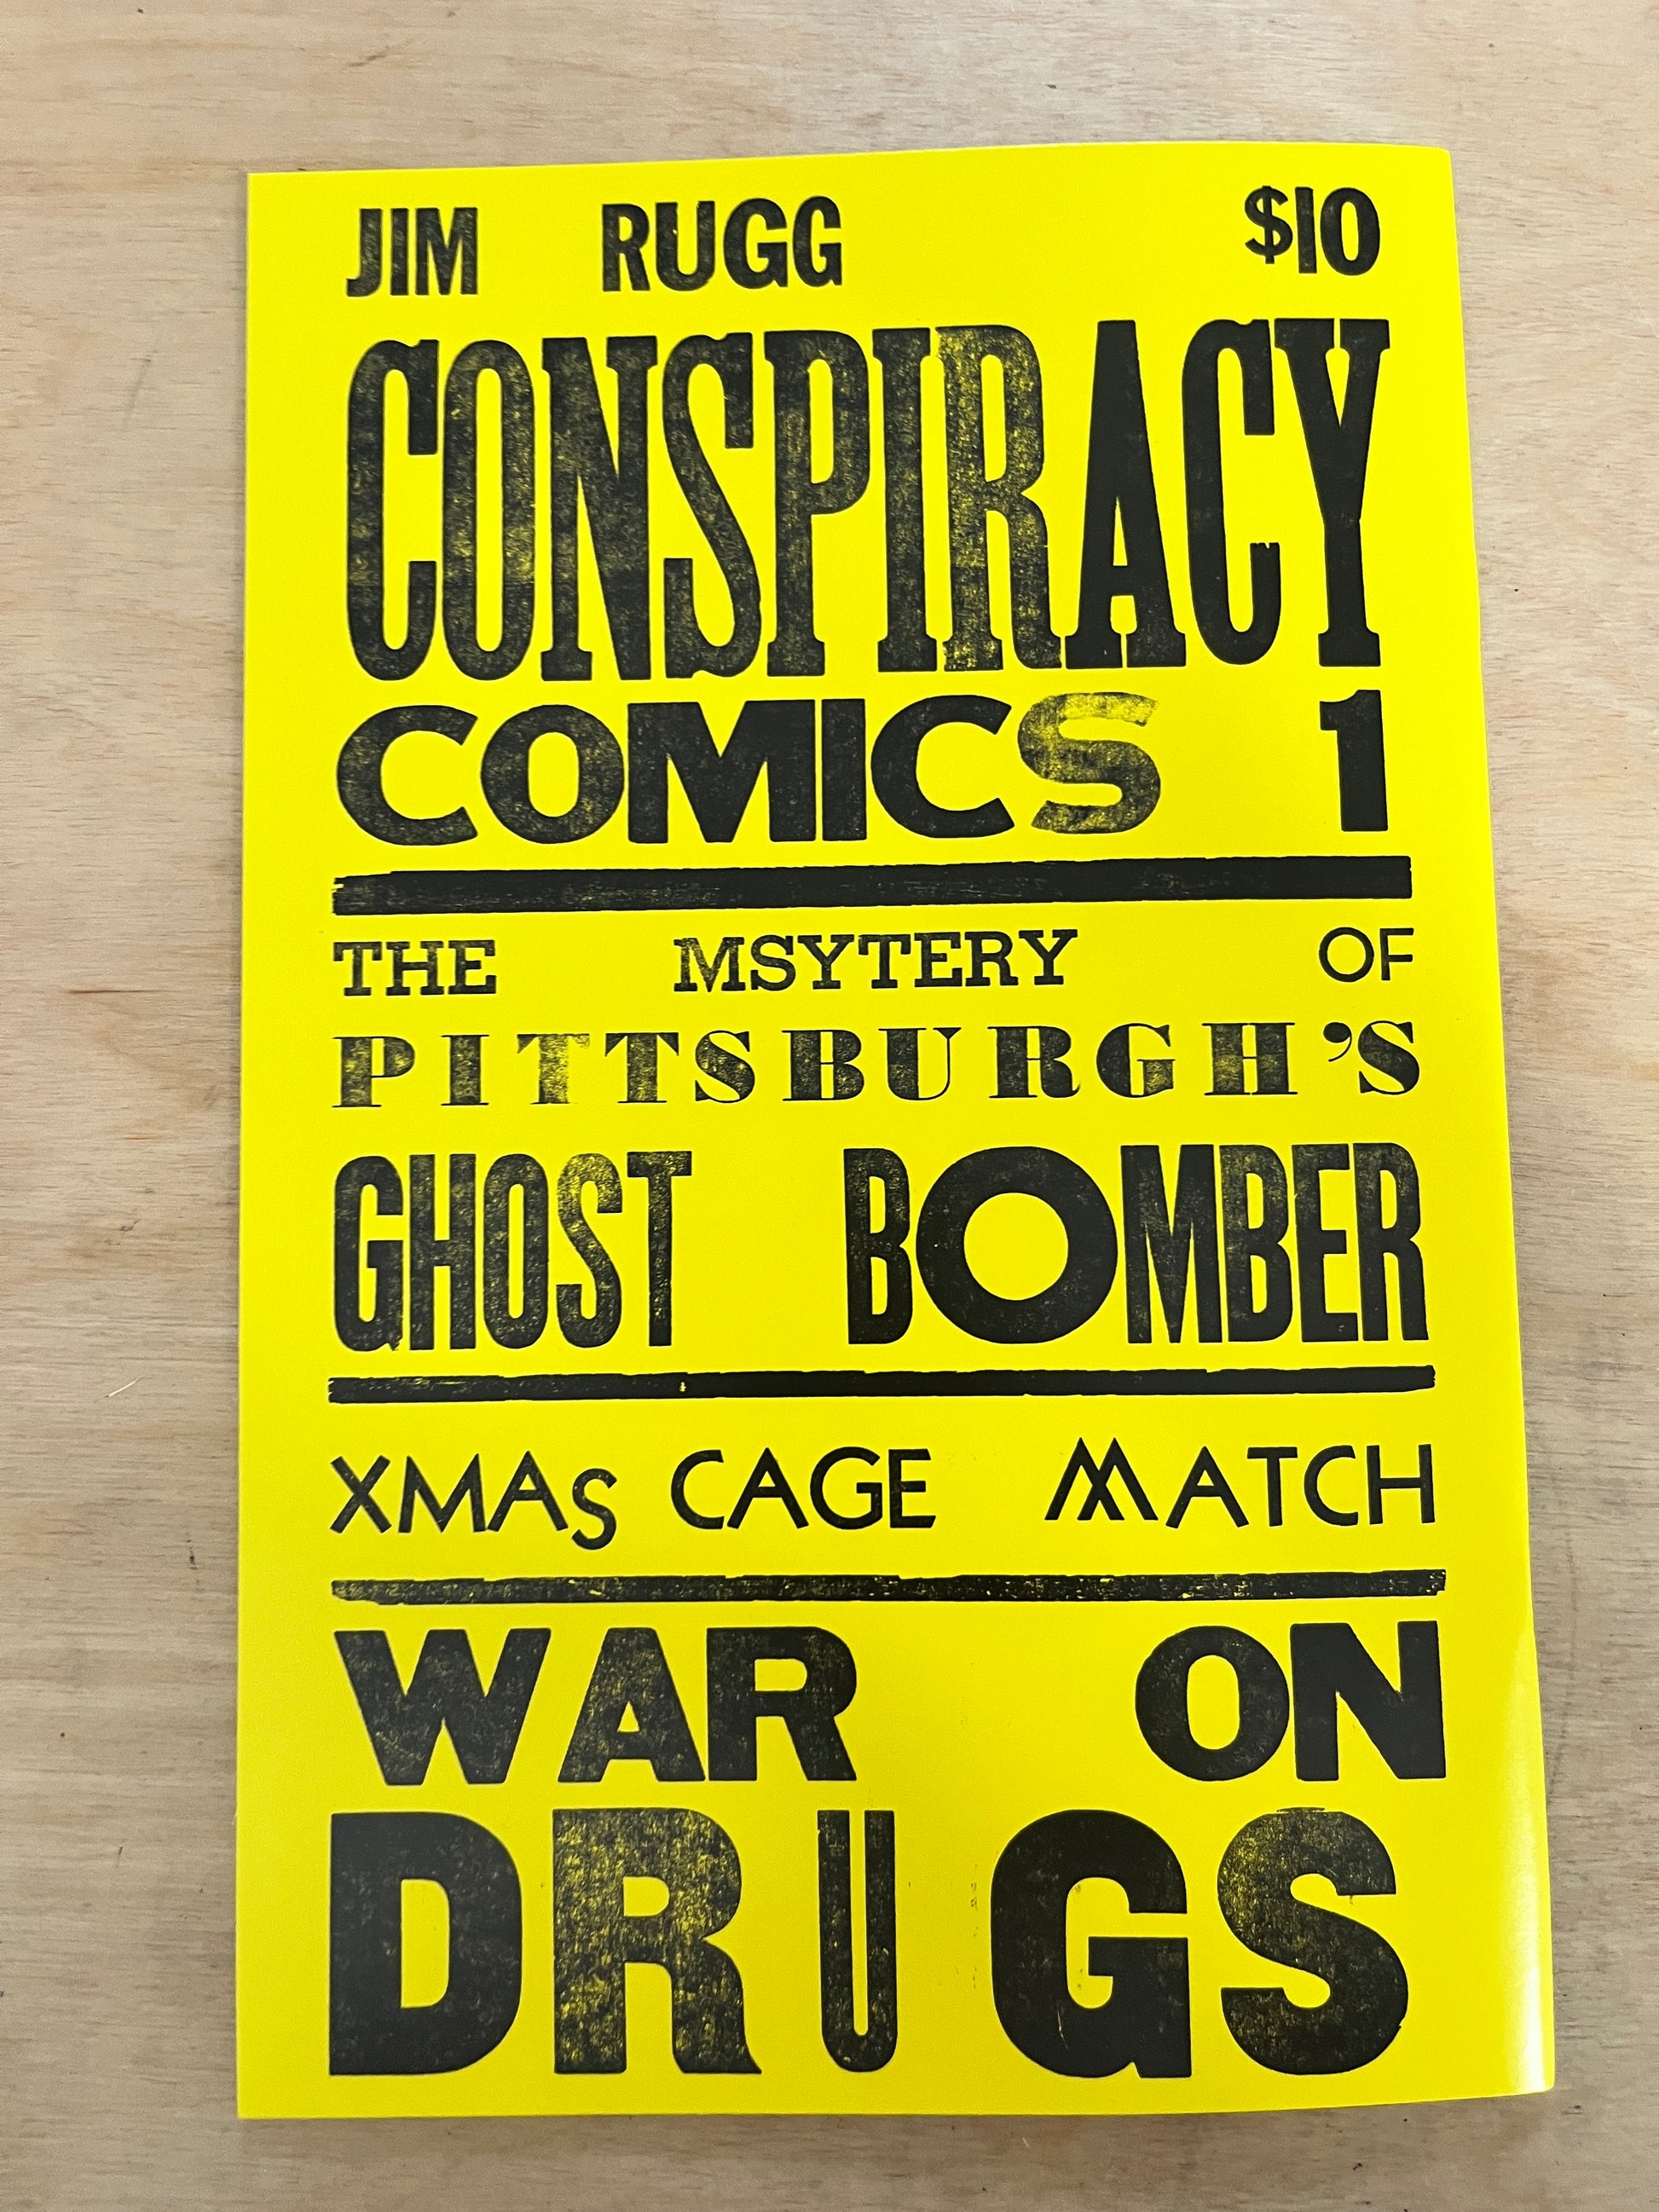 JIM RUGG $10
CONSPIRACY
COMICS 1
THE MSYTERY OF
PITTSBURGH'S
GHOST BOMBER
XMAS CAGE MATCH
WAR ON
DRUGS